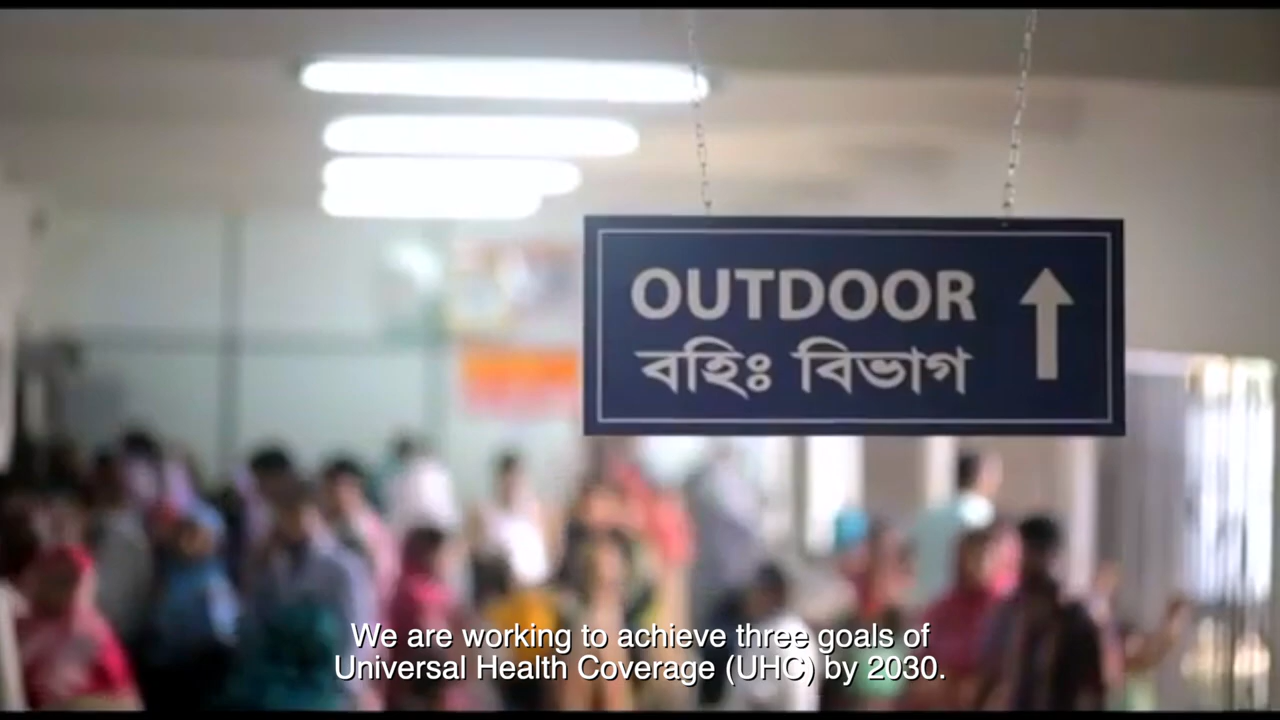 OUTDOOR
বহিঃ বিভাগ
We are working to achieve three goals of
Universal Health Coverage (UHC) by 2030.